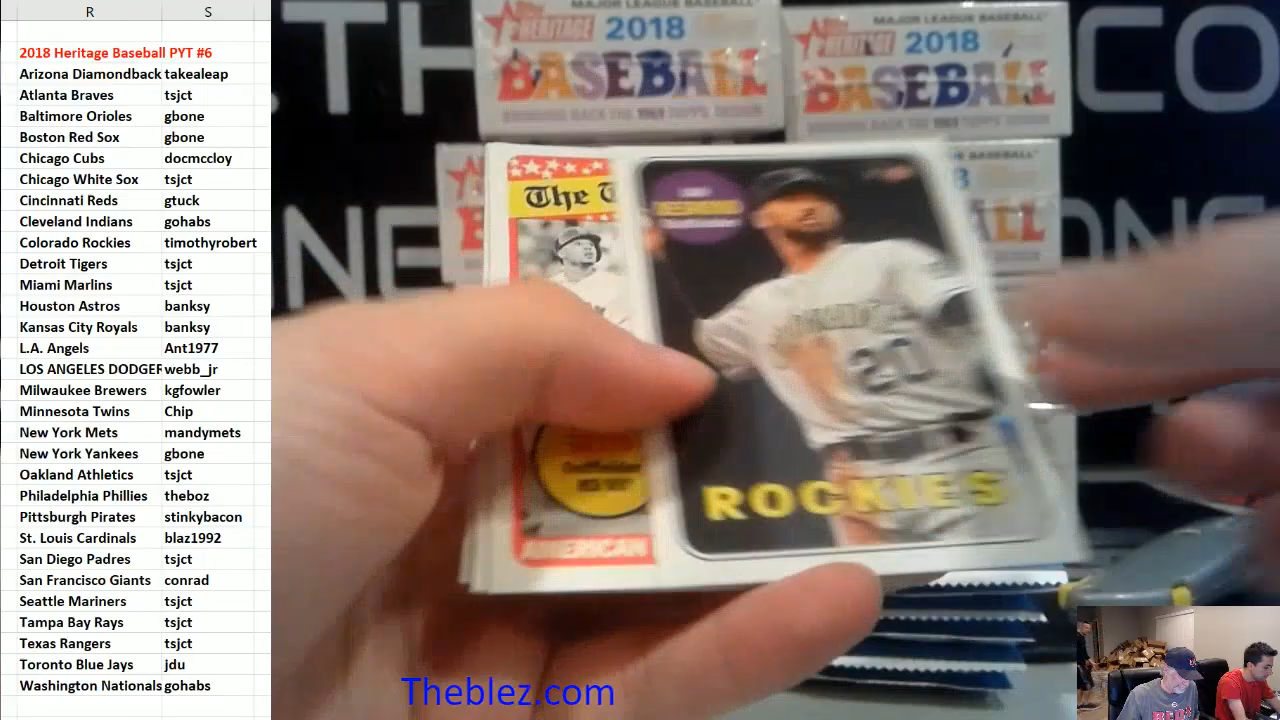 R S
2018 Heritage Baseball PYT #6
Arizona Diamondback takealeap
Atlanta Braves tsjct
Baltimore Orioles gbone
Boston Red Sox gbone
Chicago Cubs docmccloy
Chicago White Sox tsjct
Cincinnati Reds gtuck
Cleveland Indians gohabs
Colorado Rockies timothyrobert
Detroit Tigers tsjct
Miami Marlins tsjct
Houston Astros banksy
Kansas City Royals banksy
L.A. Angels Ant1977
LOS ANGELES DODGER webb_jr
Milwaukee Brewers kgfowler
Minnesota Twins Chip
New York Mets mandymets
New York Yankees gbone
Oakland Athletics tsjct
Philadelphia Phillies theboz
Pittsburgh Pirates stinkybacon
St. Louis Cardinals blaz1992
San Diego Padres tsjct
San Francisco Giants conrad
Seattle Mariners tsjct
Tampa Bay Rays tsjct
Texas Rangers tsjct
Toronto Blue Jays jdu
Washington Nationals gohabs
MAJOR LEAGUE BASEBALL
HERITAGE 2018
BASEBALL
MAJOR LEAGUE BASEBALL
HERITAGE 2018
BASEBALL
The
20
ROCKIES
AMERICAN
Theblez.com